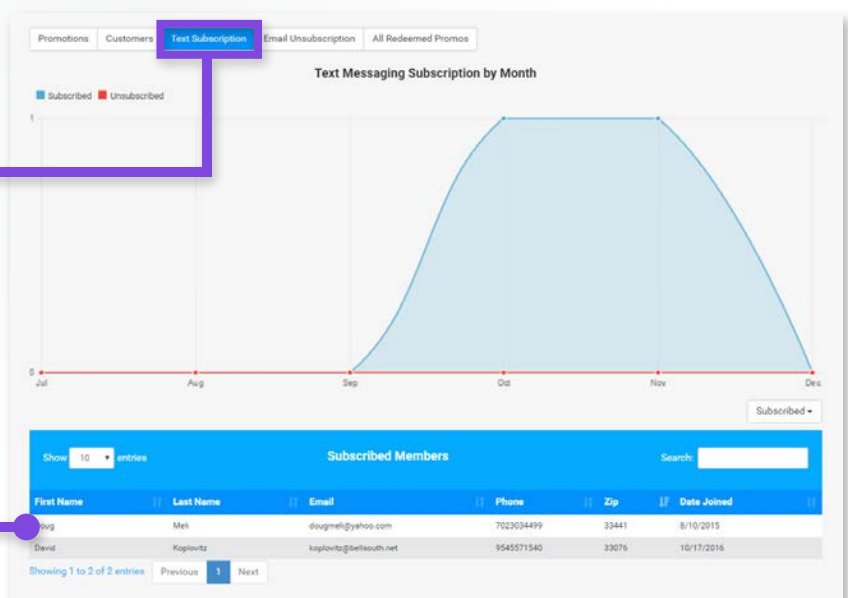 Promotions Customers Text Subscription Email Unsubscription All Redeemed Promos
Text Messaging Subscription by Month
Subscribed Unsubscribed
1
0
Jul Aug Sep Oct Nov Dec
Subscribed
Show 10 entries Subscribed Members Search:
First Name Last Name Email Phone Zip Date Joined
Meli dougmeli@yahoo.com 7023034499 33441 8/10/2015
David Koplovitz koplovitz@bellsouth.net 9545571540 33076 10/17/2016
Showing 1 to 2 of 2 entries Previous 1 Next